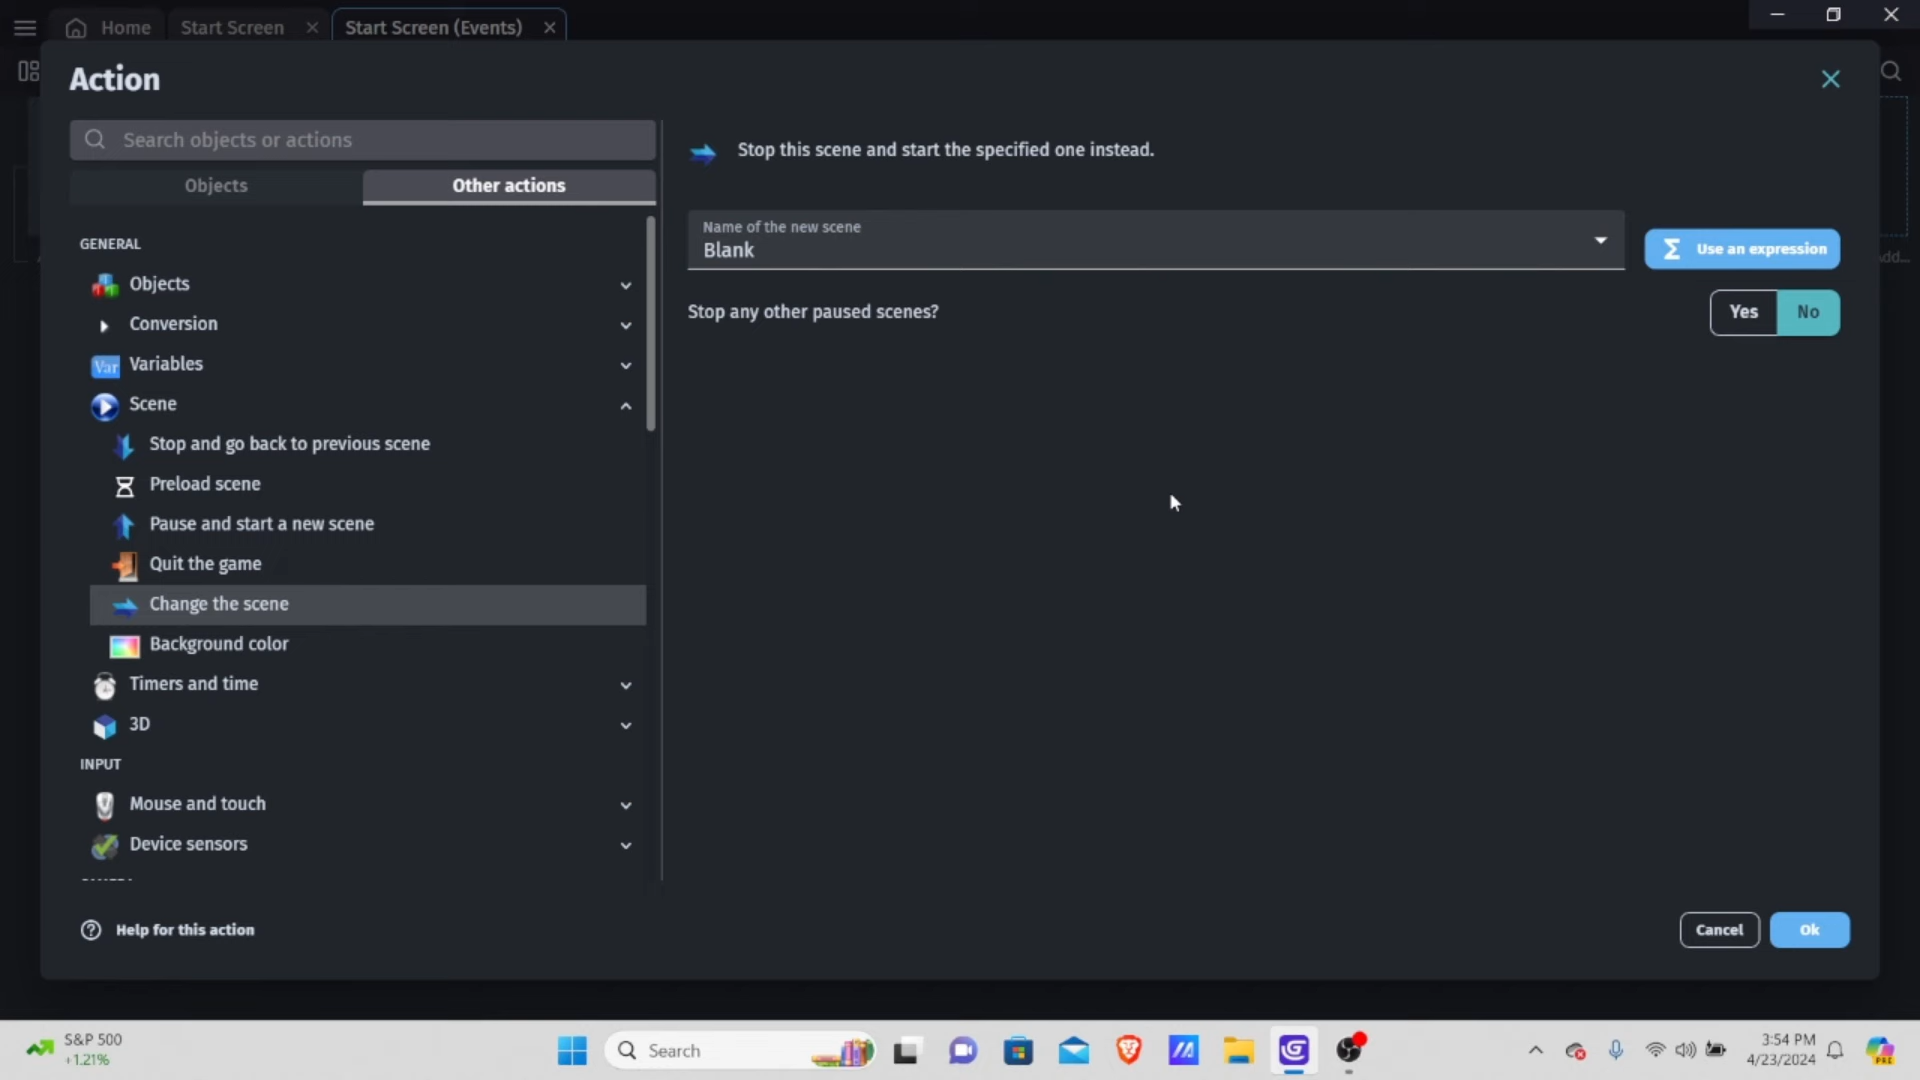 Home
Start Screen
Start Screen (Events)
Action
Search objects or actions
Objects
Other actions
GENERAL
Objects
Conversion
Var
Variables
Scene
Stop and go back to previous scene
Preload scene
Pause and start a new scene
Quit the game
Change the scene
Background color
Timers and time
3D
INPUT
Mouse and touch
Device sensors
Stop this scene and start the specified one instead.
Name of the new scene
Blank
Use an expression
Stop any other paused scenes?
Yes
No
Add...
Help for this action
Cancel
Ok
S&P 500
+1.21%
Search
3:54 PM
4/23/2024
PRE